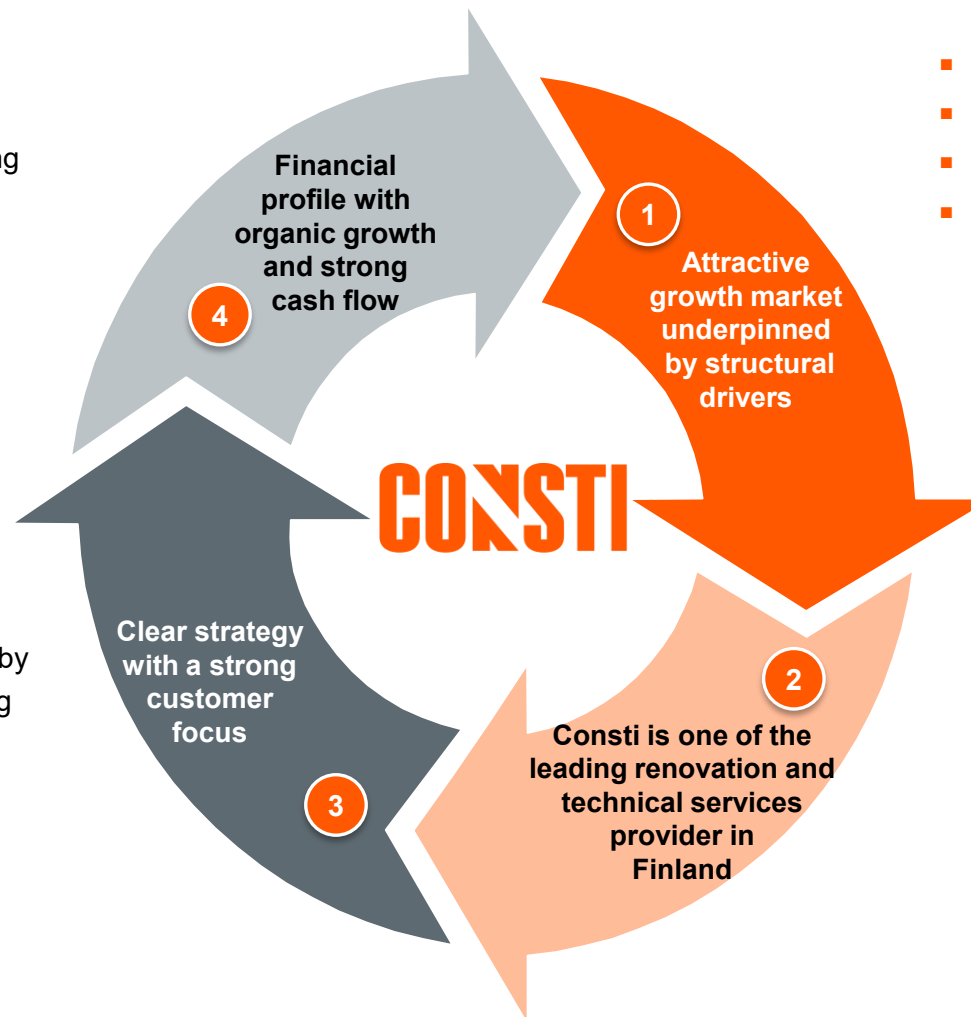 Financial
profile with
organic growth
and strong
cash flow
4
1
Attractive
growth market
underpinned
by structural
drivers
CONSTI
Clear strategy
with a strong
customer
focus
3
2
Consti is one of the
leading renovation and
technical services
provider in
Finland
by